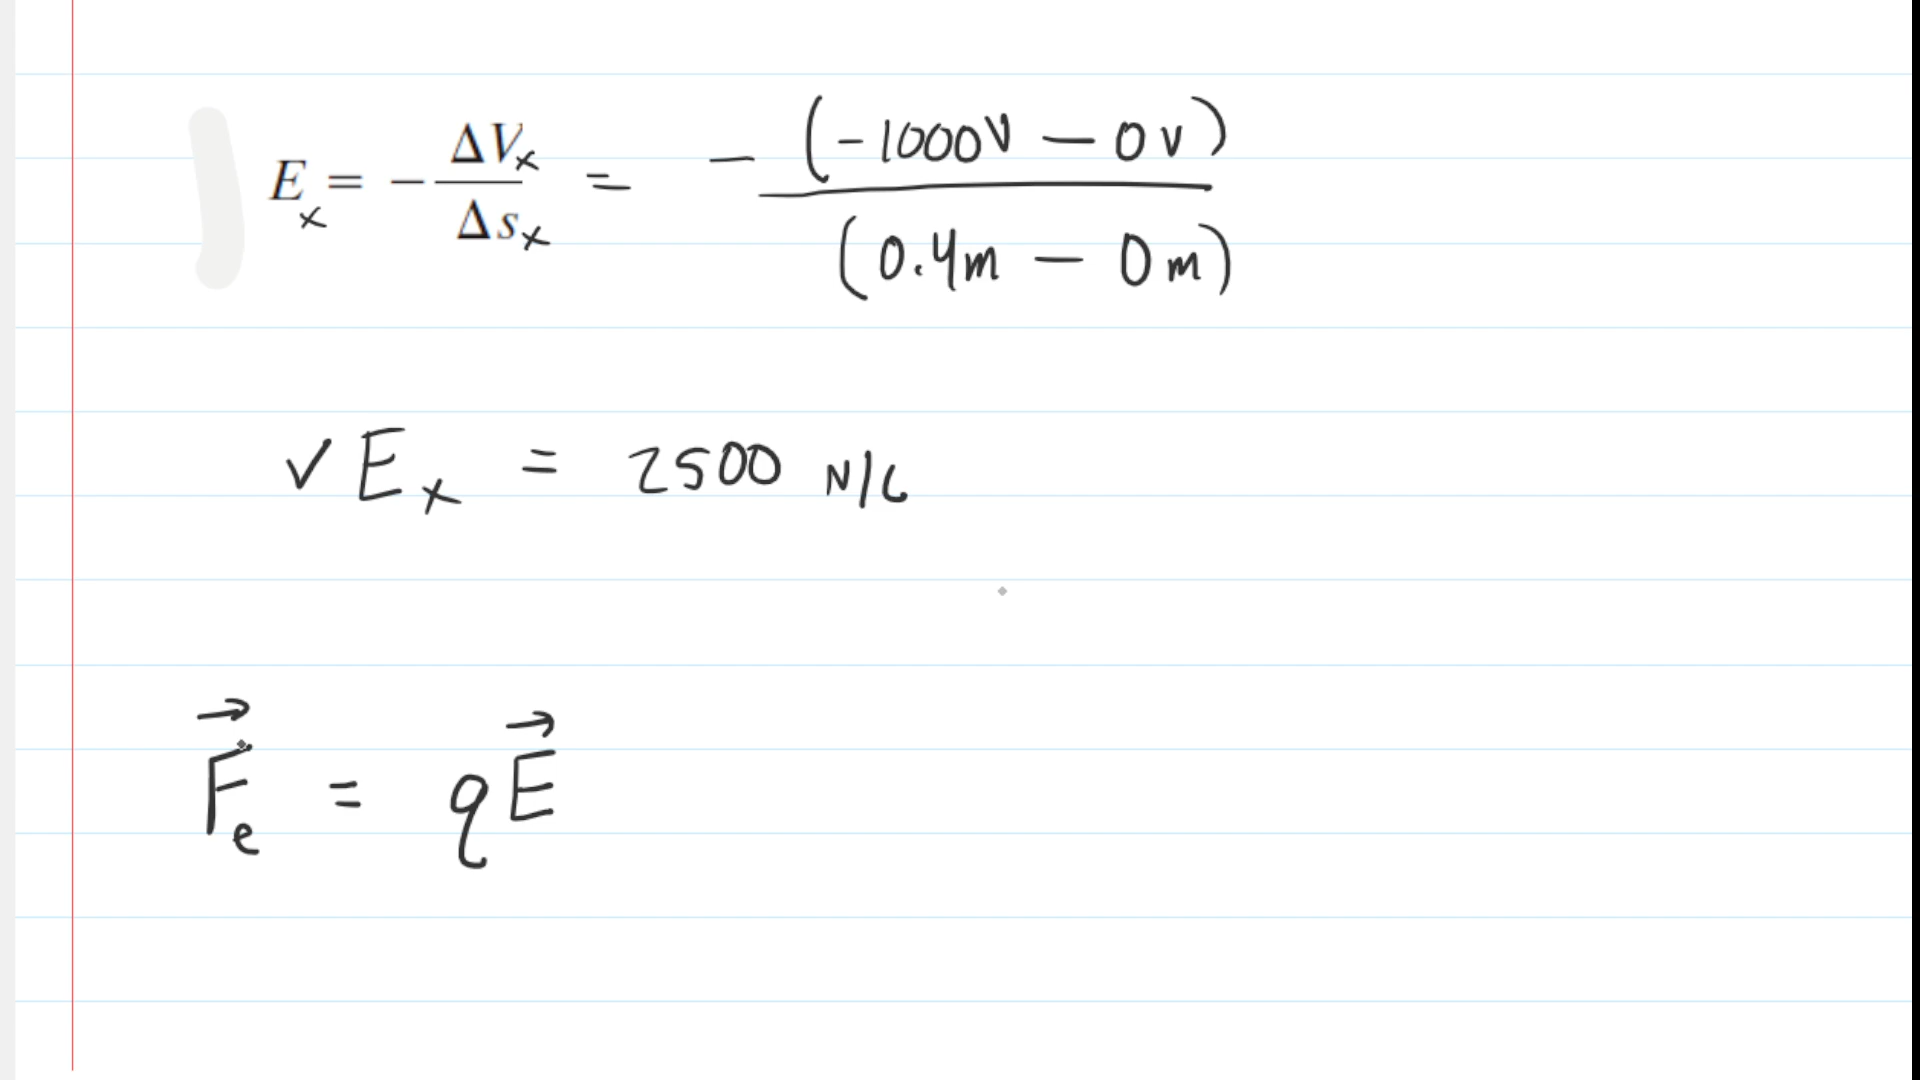 Eₓ = − ΔVₓ / Δsₓ = − (−1000V − 0V) / (0.4m − 0m)
✓ Eₓ = 2500 N/C
F⃗ₑ = qE⃗